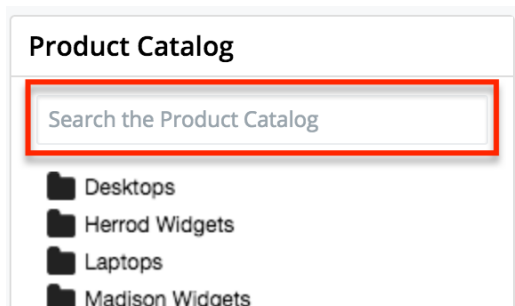 Product Catalog
Search the Product Catalog
Desktops
Herrod Widgets
Laptops
Madison Widgets